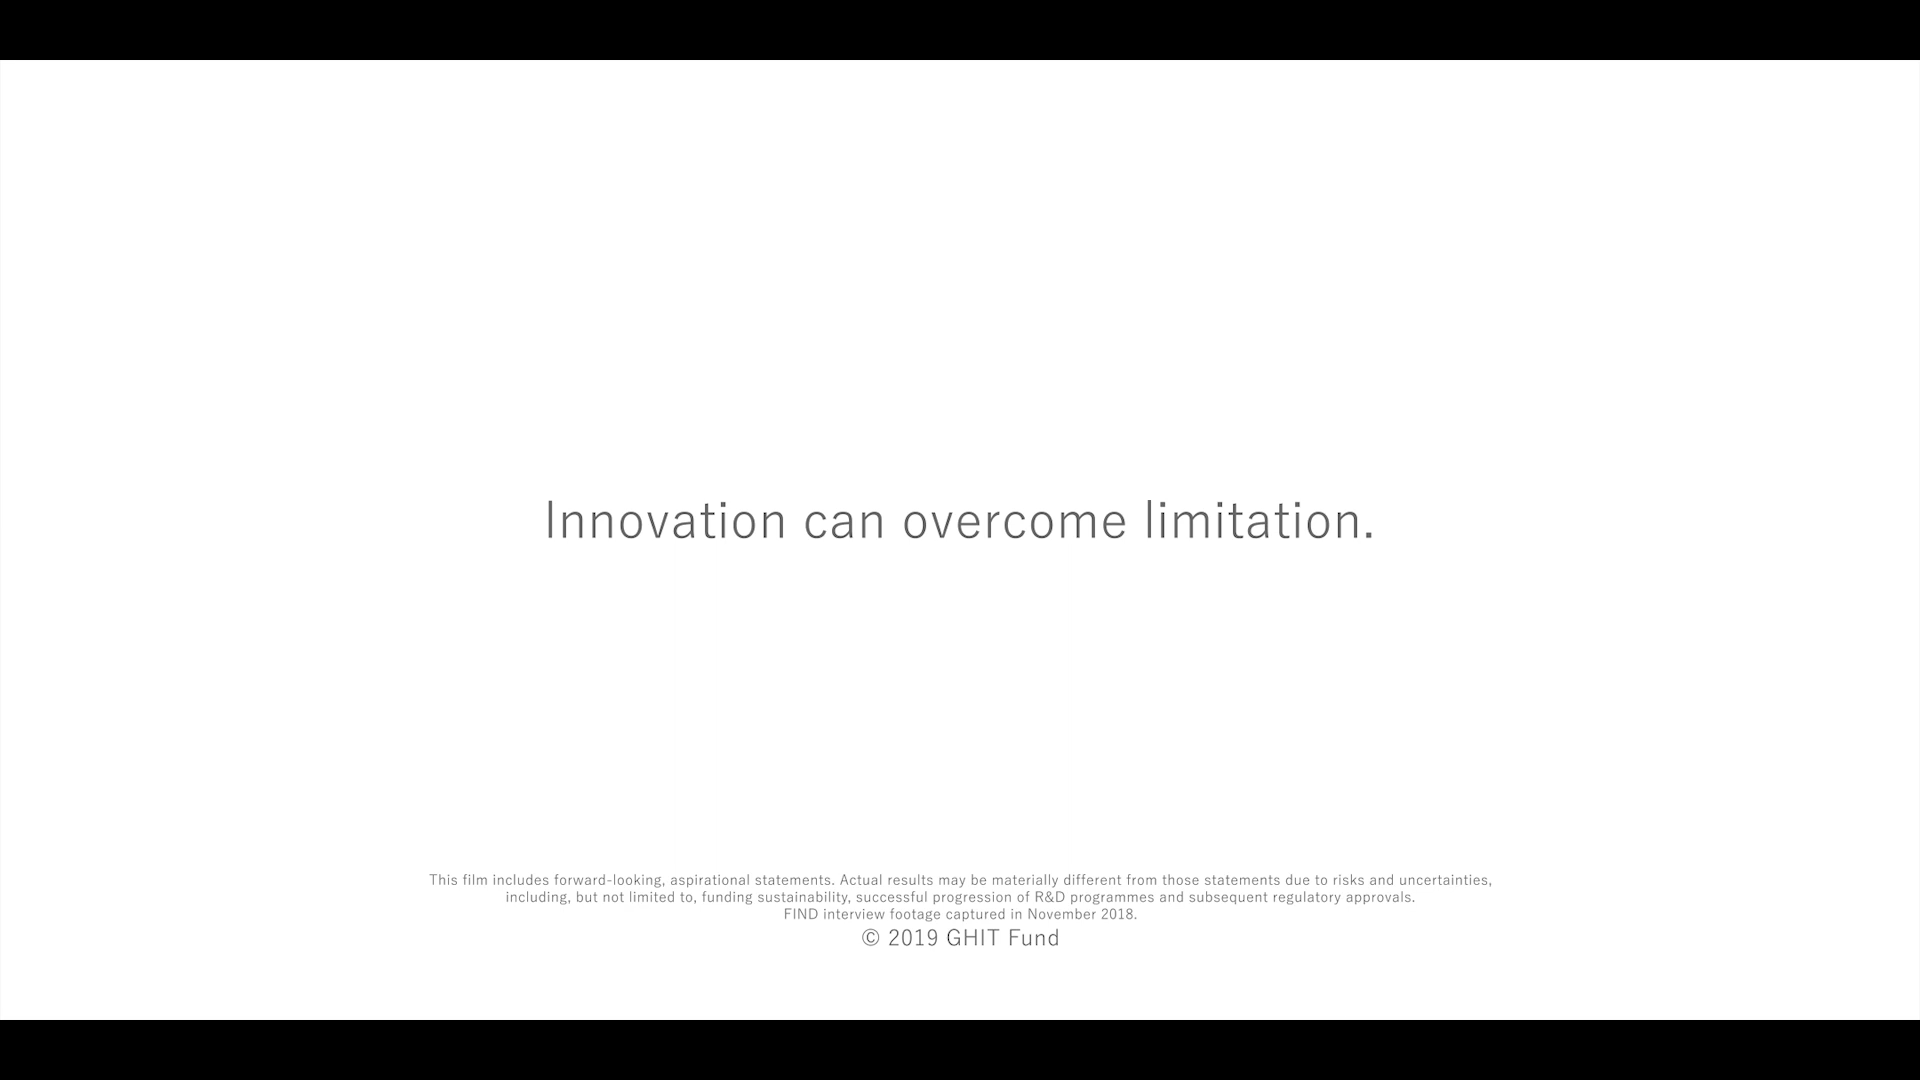 Innovation can overcome limitation.
This film includes forward-looking, aspirational statements. Actual results may be materially different from those statements due to risks and uncertainties,
including, but not limited to, funding sustainability, successful progression of R&D programmes and subsequent regulatory approvals.
FIND interview footage captured in November 2018.
© 2019 GHIT Fund